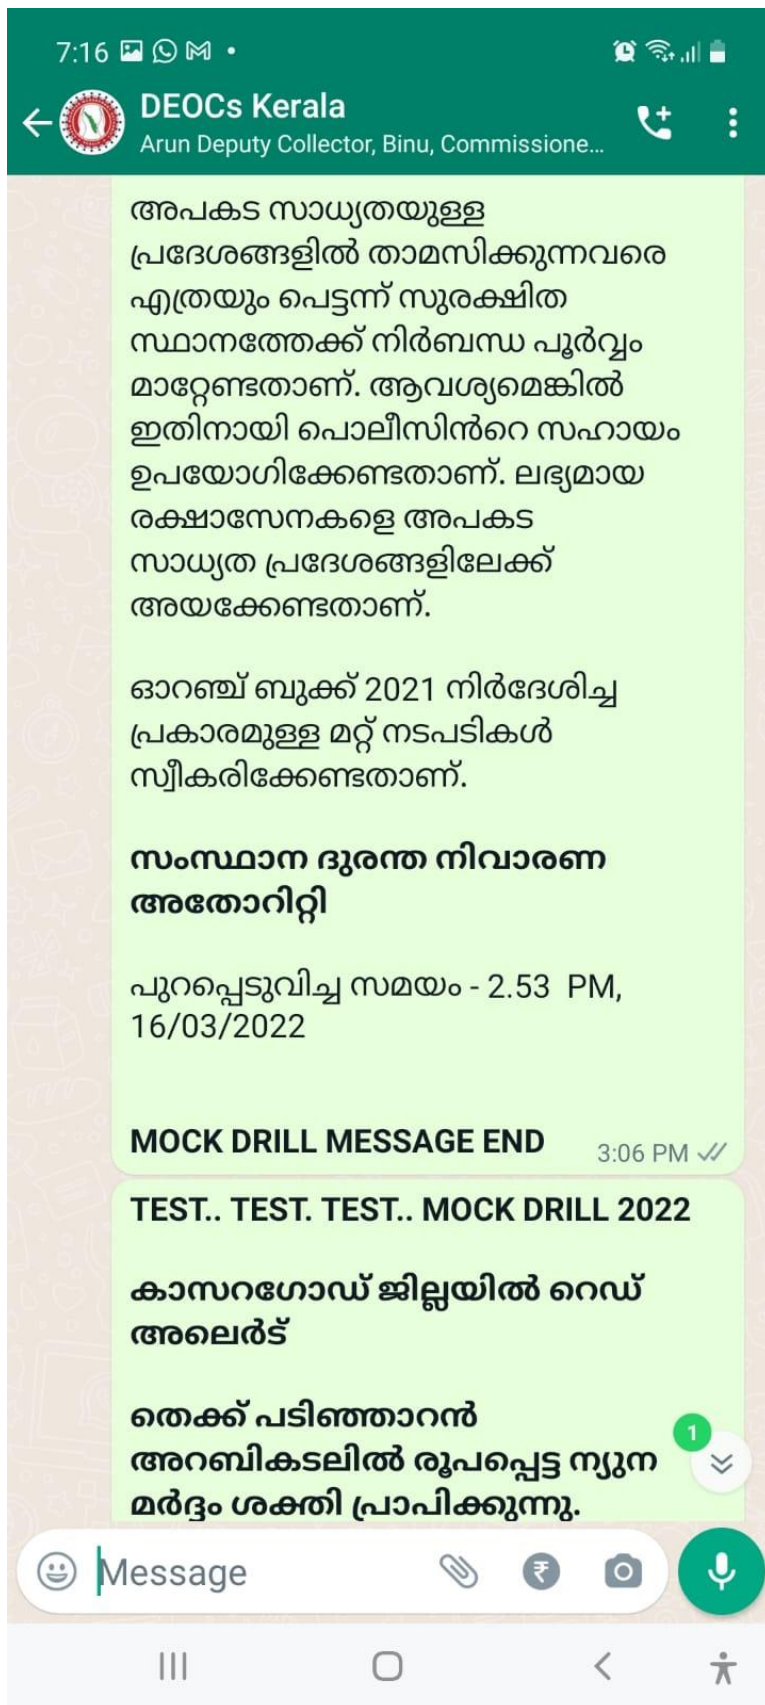 7:16
DEOCs Kerala
Arun Deputy Collector, Binu, Commissione...
അപകട സാധ്യതയുള്ള
പ്രദേശങ്ങളിൽ താമസിക്കുന്നവരെ
എത്രയും പെട്ടന്ന് സുരക്ഷിത
സ്ഥാനത്തേക്ക് നിർബന്ധ പൂർവ്വം
മാറ്റേണ്ടതാണ്. ആവശ്യമെങ്കിൽ
ഇതിനായി പൊലീസിൻറെ സഹായം
ഉപയോഗിക്കേണ്ടതാണ്. ലഭ്യമായ
രക്ഷാസേനകളെ അപകട
സാധ്യത പ്രദേശങ്ങളിലേക്ക്
അയക്കേണ്ടതാണ്.
ഓറഞ്ച് ബുക്ക് 2021 നിർദേശിച്ച
പ്രകാരമുള്ള മറ്റ് നടപടികൾ
സ്വീകരിക്കേണ്ടതാണ്.
സംസ്ഥാന ദുരന്ത നിവാരണ
അതോറിറ്റി
പുറപ്പെടുവിച്ച സമയം - 2.53 PM,
16/03/2022
MOCK DRILL MESSAGE END 3:06 PM
TEST.. TEST. TEST.. MOCK DRILL 2022
കാസറഗോഡ് ജില്ലയിൽ റെഡ്
അലെർട്
തെക്ക് പടിഞ്ഞാറൻ
അറബികടലിൽ രൂപപ്പെട്ട ന്യുന
മർദ്ദം ശക്തി പ്രാപിക്കുന്നു.
1
Message